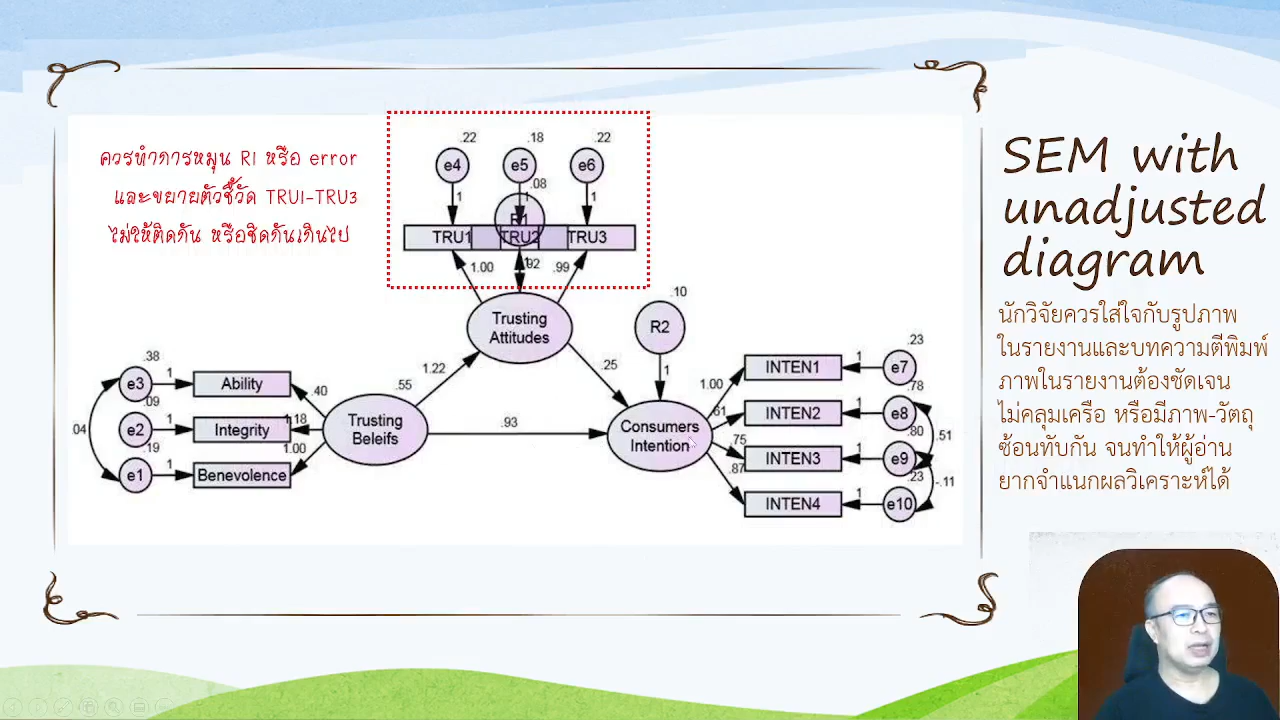 SEM with
unadjusted
diagram
นักวิจัยควรใส่ใจกับรูปภาพ
ในรายงานและบทความตีพิมพ์
ภาพในรายงานต้องชัดเจน
ไม่คลุมเครือ หรือมีภาพ-วัตถุ
ซ้อนทับกัน จนทำให้ผู้อ่าน
ยากจำแนกผลวิเคราะห์ได้
ควรทำการหมุน R1 หรือ error
และขยายตัวชี้วัด TRU1-TRU3
ไม่ให้ติดกัน หรือชิดกันเกินไป
.22 .18 .22
e4 e5 e6
.08
1 1 1
R1
TRU1 TRU2 TRU3
1.00 1 .92 .99
Trusting
Attitudes
.10
R2
1
1.22 .55 .25
.38
e3 1 Ability .40
.09
e2 1 Integrity 1.18
.19
e1 1 Benevolence 1.00
.04
Trusting
Beleifs
.93
Consumers
Intention
.23
1.00 INTEN1 1 e7
.78
.61 INTEN2 1 e8
.51
.80
.75 INTEN3 1 e9
-.11
.23
.87 INTEN4 1 e10